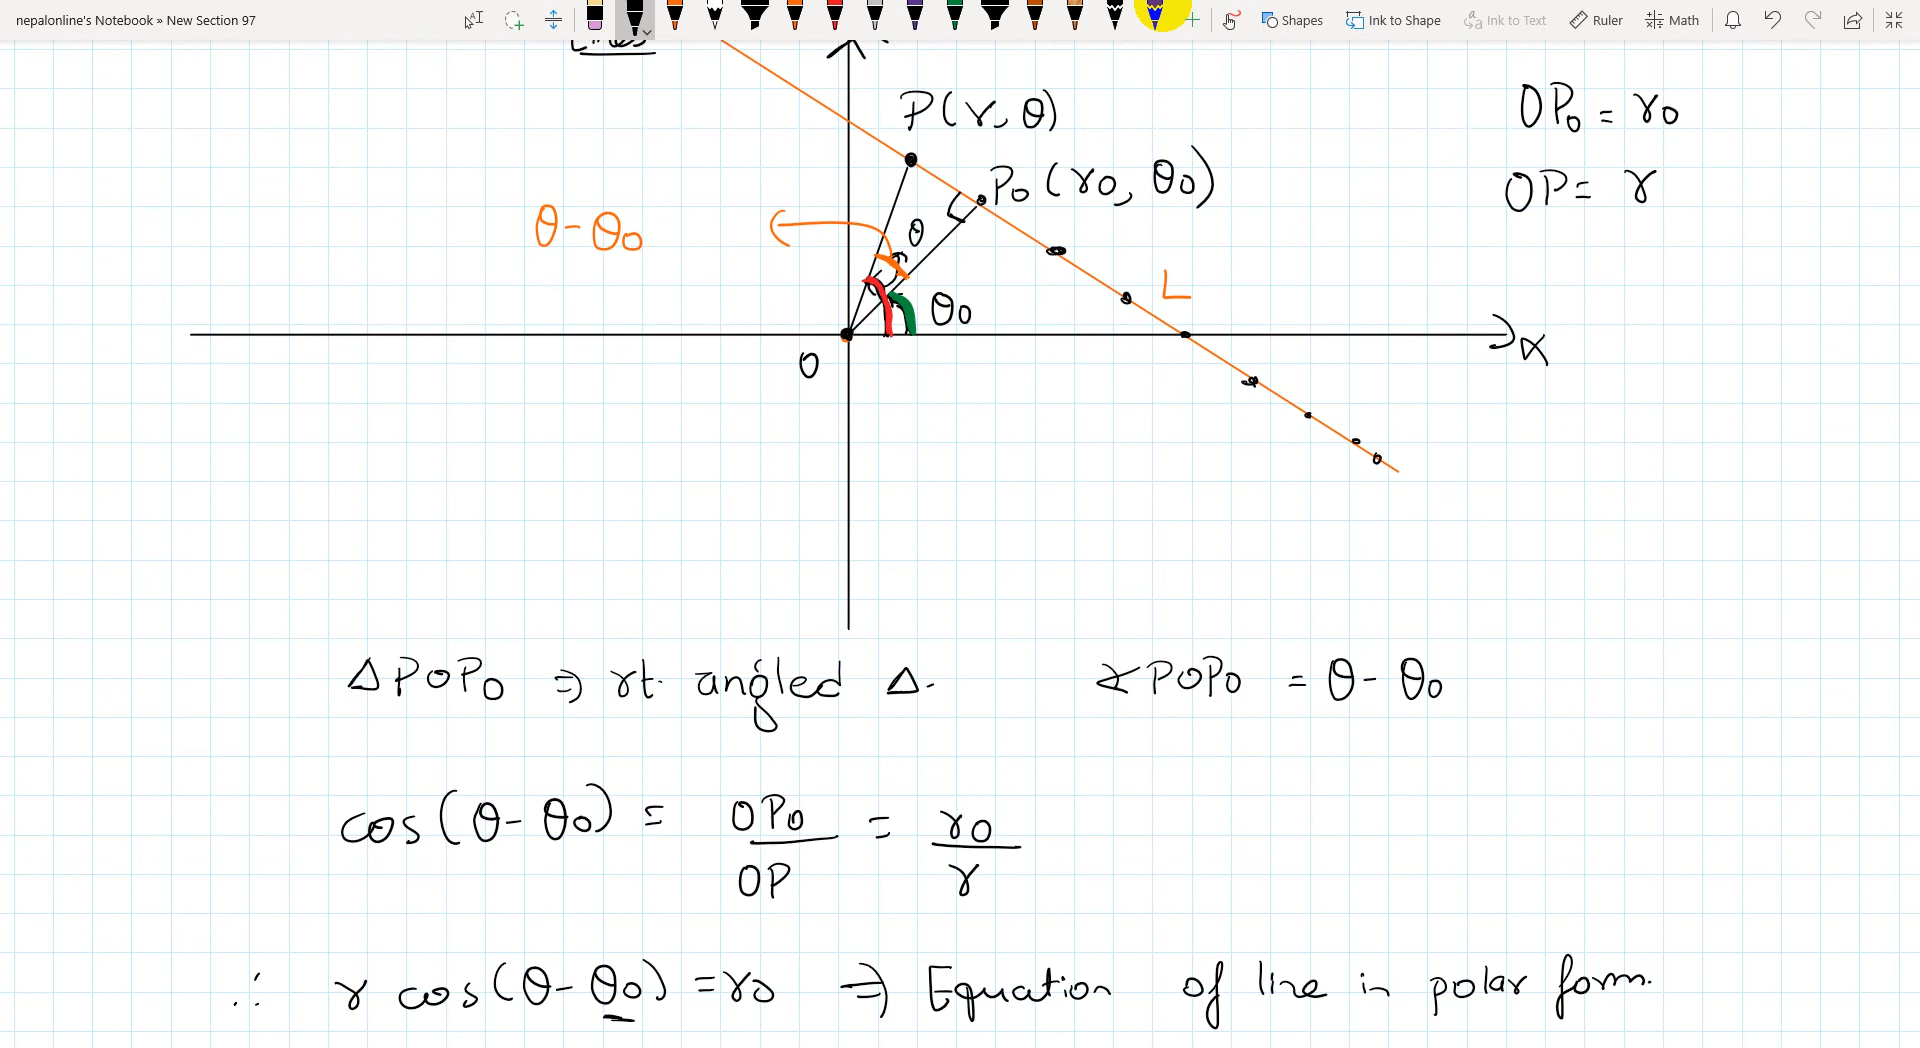 nepalonline's Notebook » New Section 97
Shapes Ink to Shape Ink to Text Ruler Math
Lines
P(r, θ)
OP₀ = r₀
P₀(r₀, θ₀)
OP = r
θ - θ₀
θ
L
θ₀
O
x
△POP₀ ⇒ rt. angled △.
∡POP₀ = θ - θ₀
cos(θ - θ₀) = OP₀/OP = r₀/r
∴ r cos(θ - θ₀) = r₀ ⇒ Equation of line in polar form.